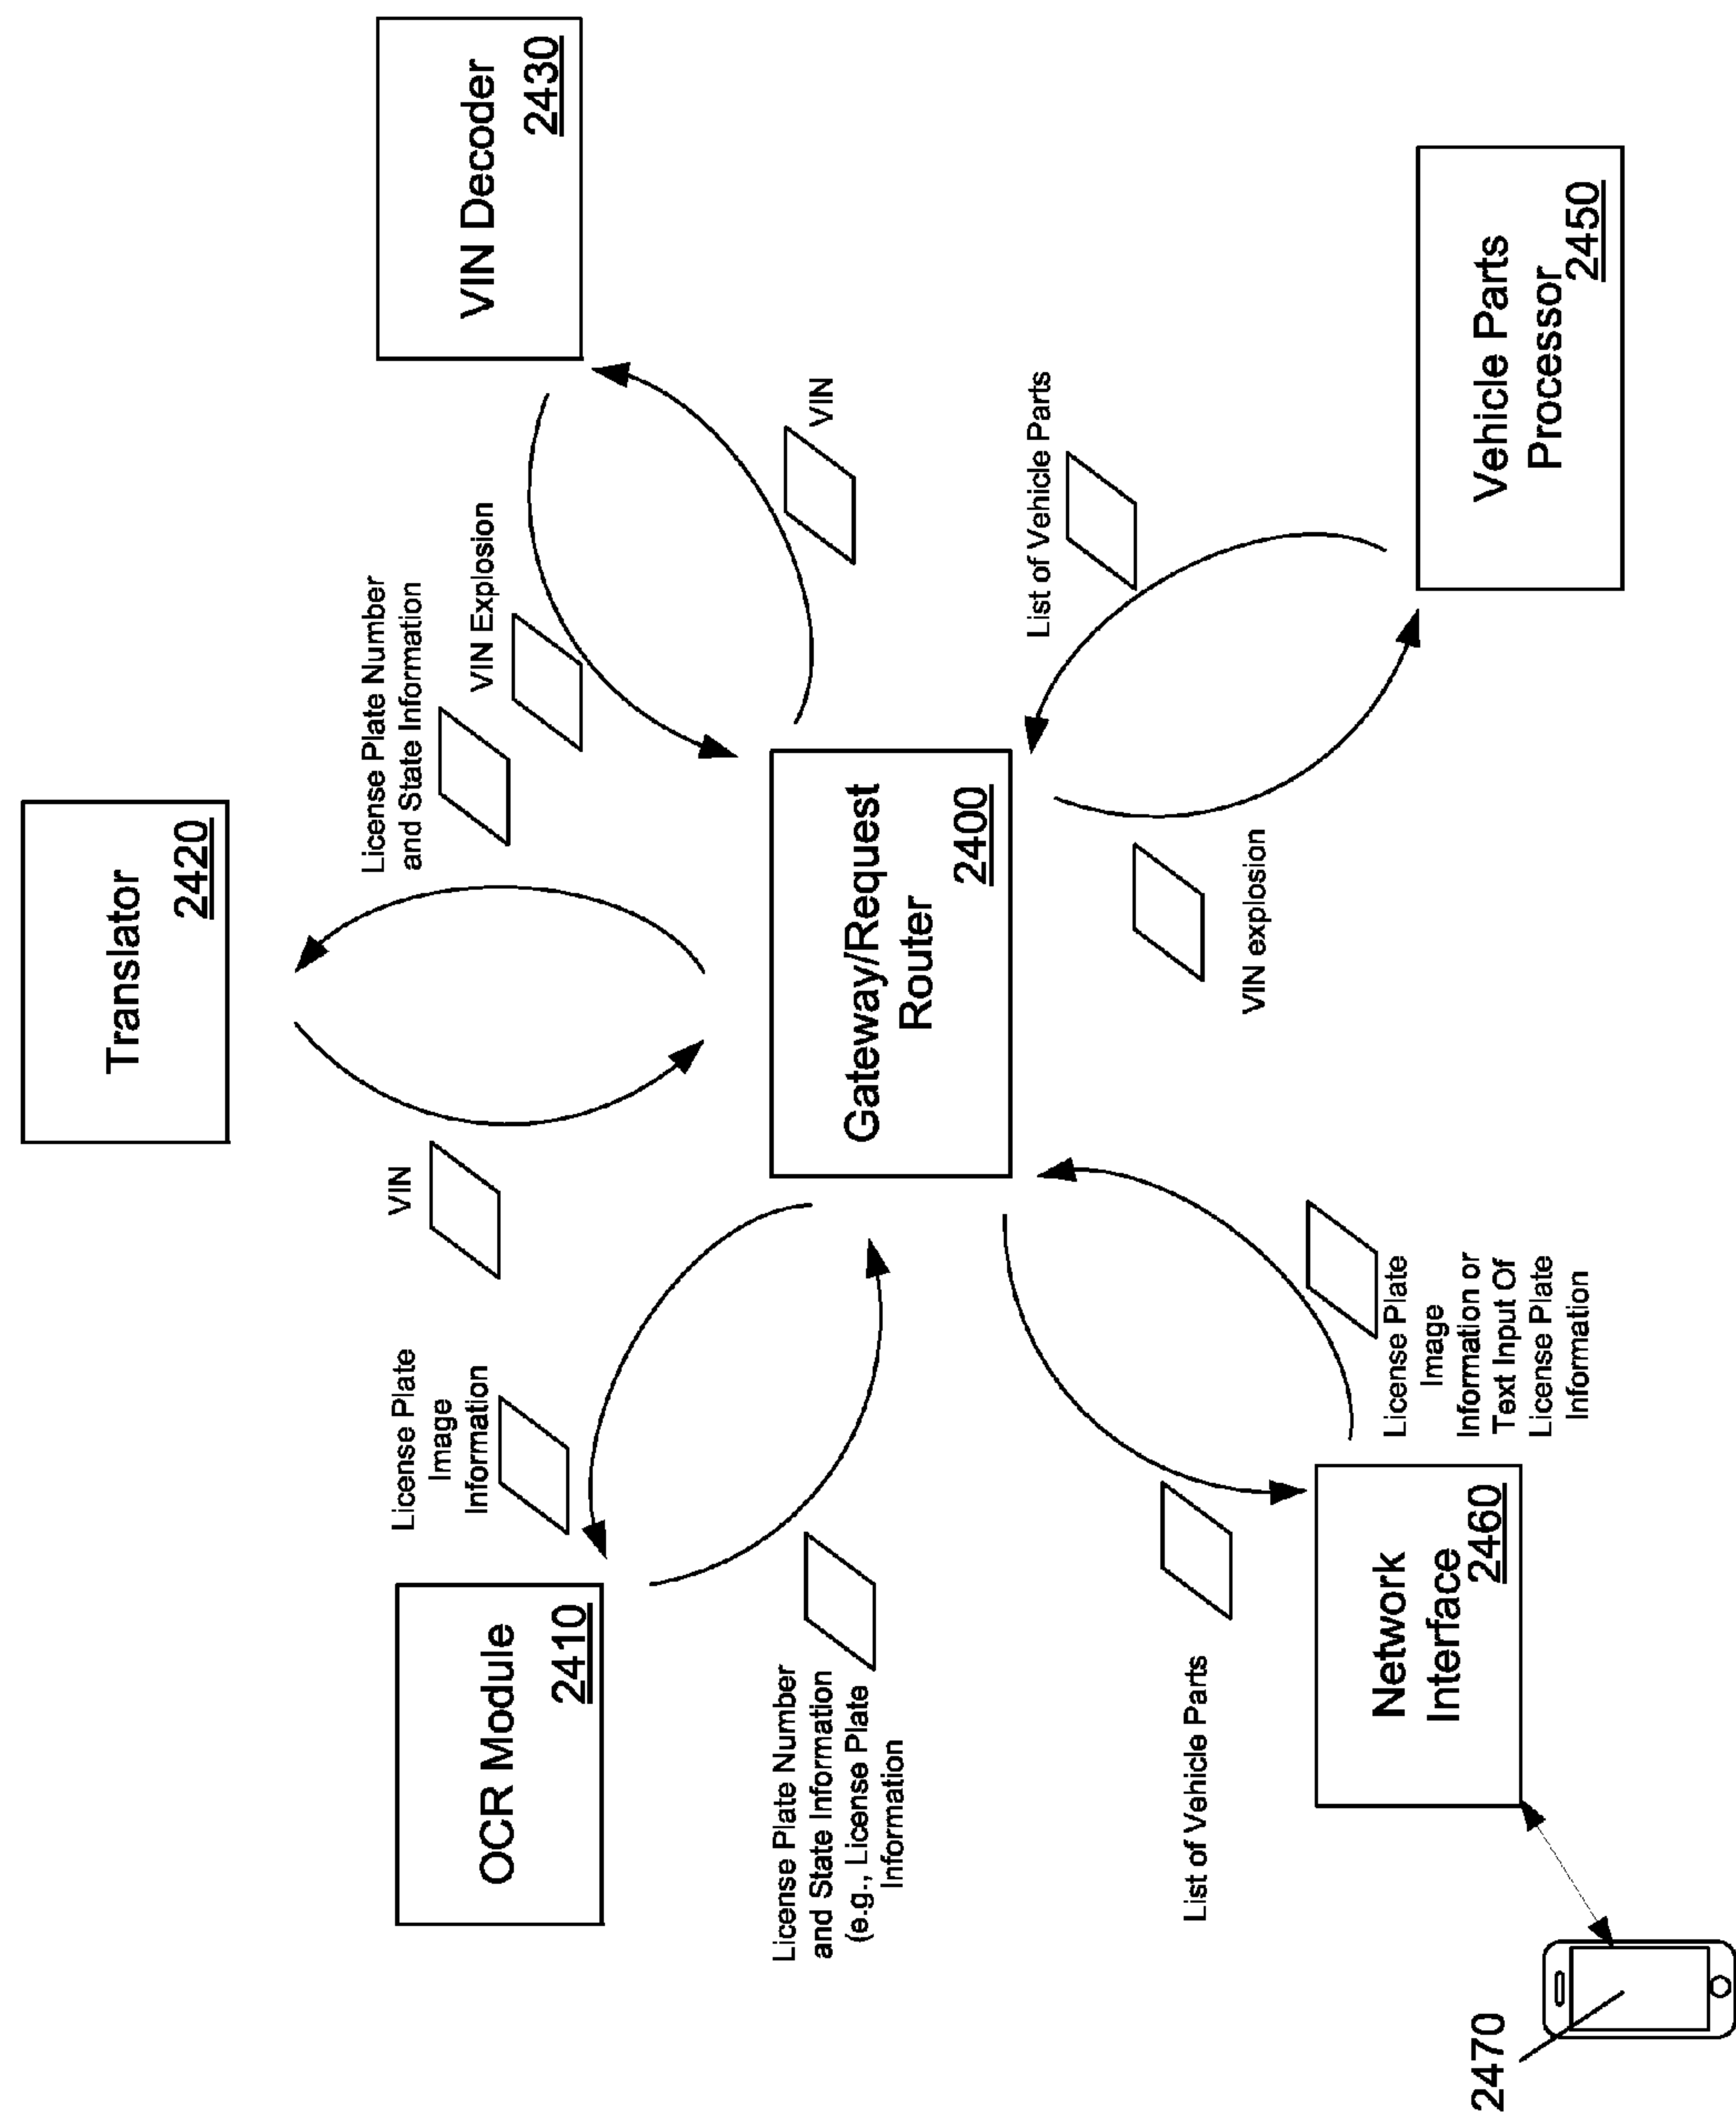 Translator
2420
License Plate Number
and State Information
VIN
VIN Explosion
VIN Decoder
2430
License Plate
Image
Information
OCR Module
2410
VIN
Gateway/Request
Router
2400
License Plate Number
and State Information
(e.g., License Plate
Information
List of Vehicle Parts
VIN explosion
List of Vehicle Parts
Vehicle Parts
Processor
2450
Network
Interface
2460
License Plate
Image
Information or
Text Input Of
License Plate
Information
2470